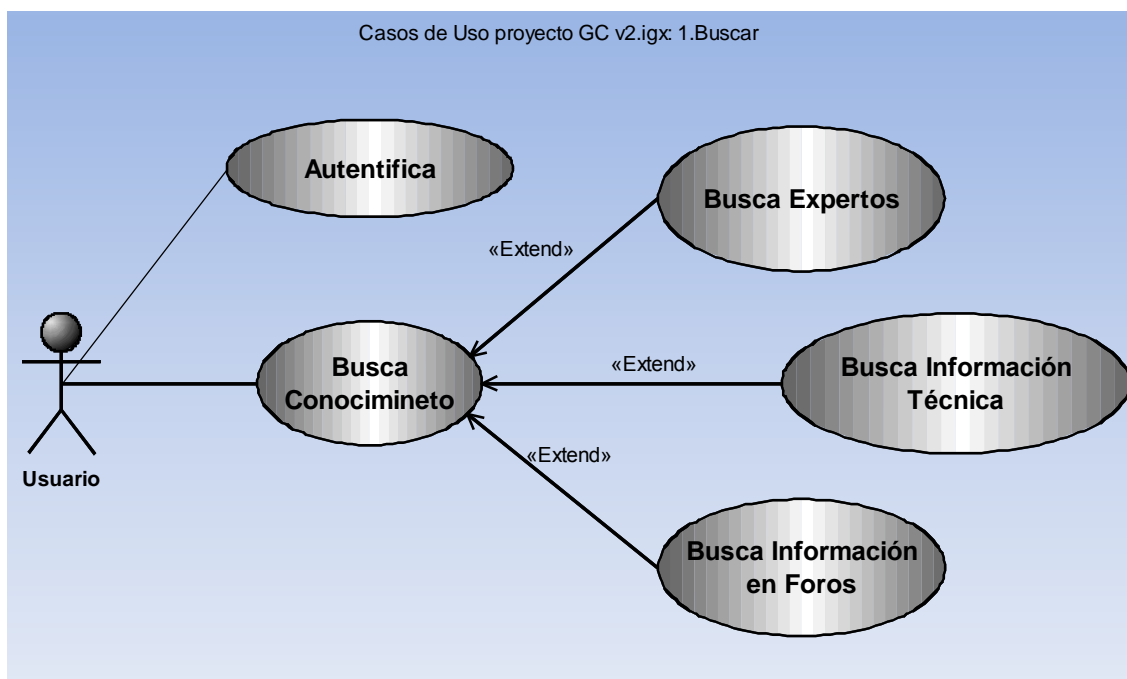 Casos de Uso proyecto GC v2.igx: 1.Buscar
Autentifica
Busca Expertos
«Extend»
Busca
Conocimineto
«Extend»
Busca Información
Técnica
«Extend»
Usuario
Busca Información
en Foros